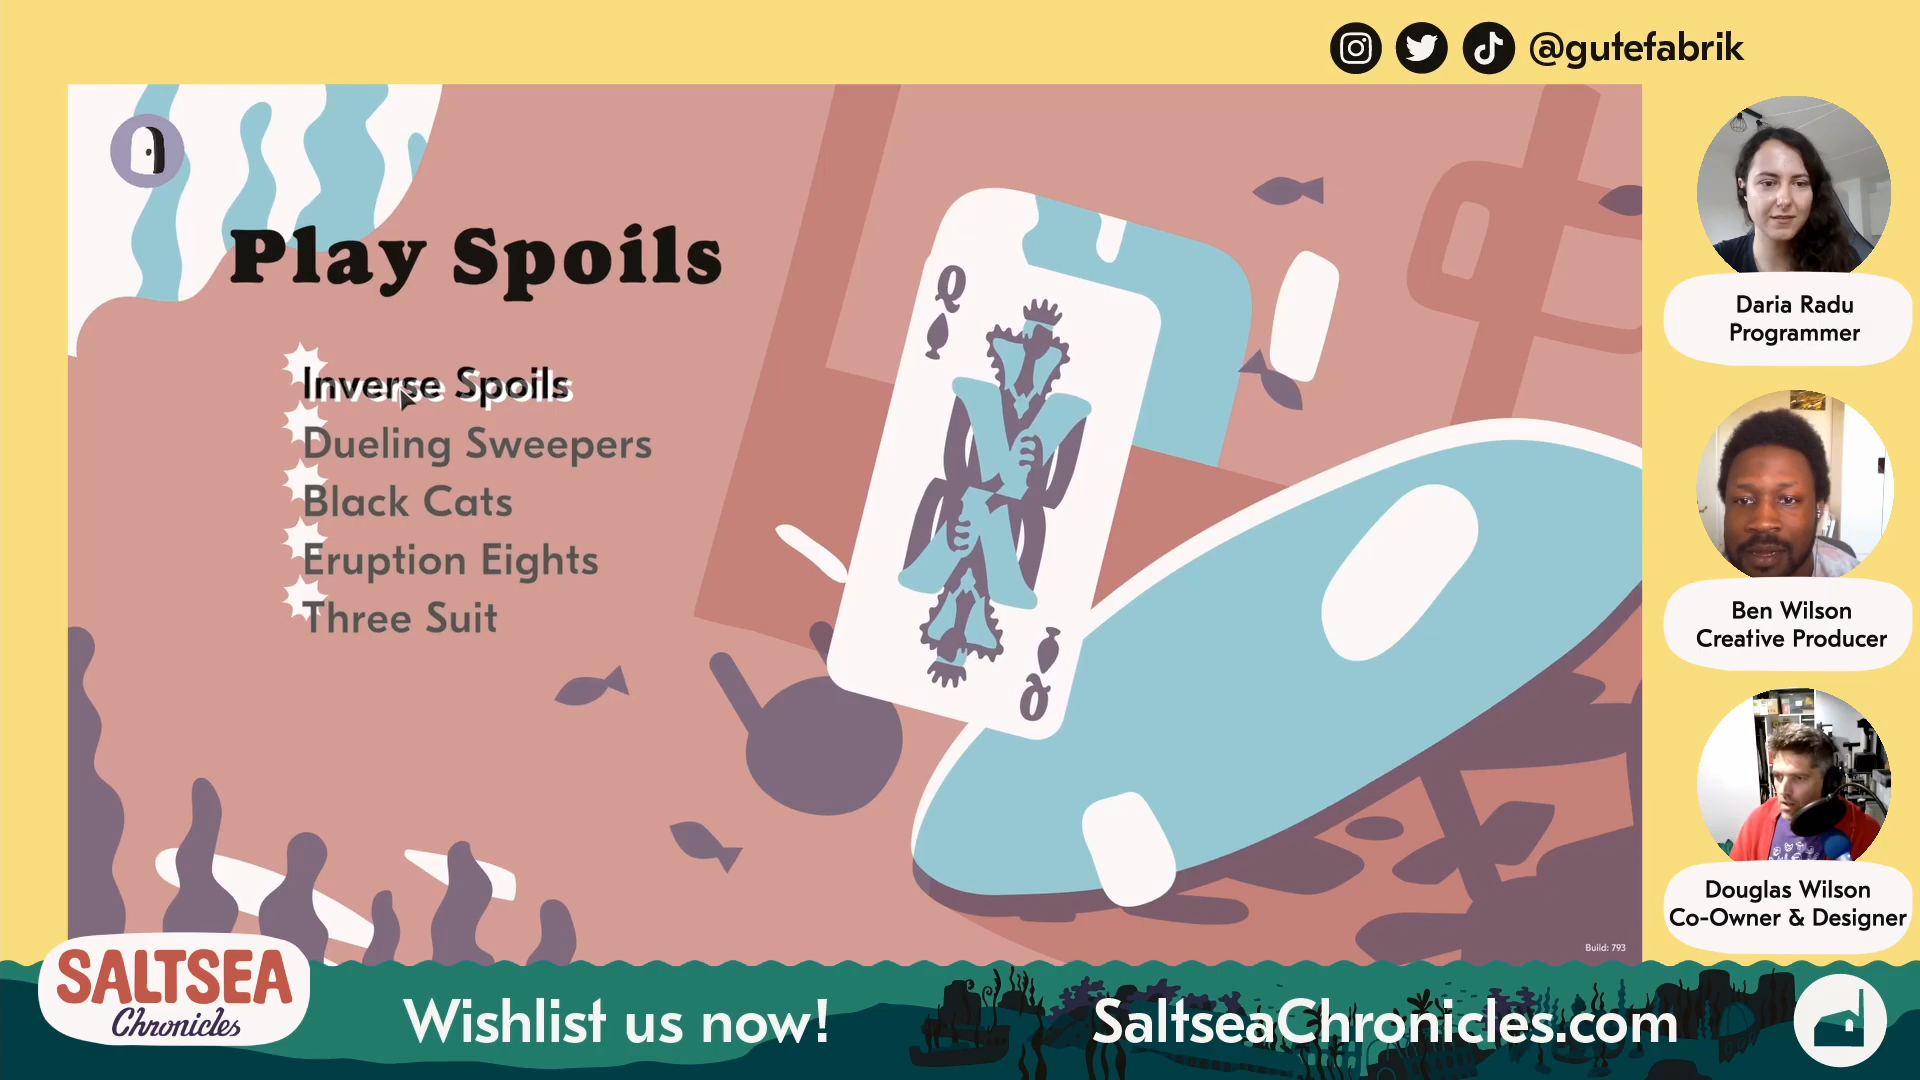 @gutefabrik
Play Spoils
Inverse Spoils
Dueling Sweepers
Black Cats
Eruption Eights
Three Suit
Q
Q
Daria Radu
Programmer
Ben Wilson
Creative Producer
Douglas Wilson
Co-Owner & Designer
Build: 793
SALTSEA
Chronicles
Wishlist us now!
SaltseaChronicles.com